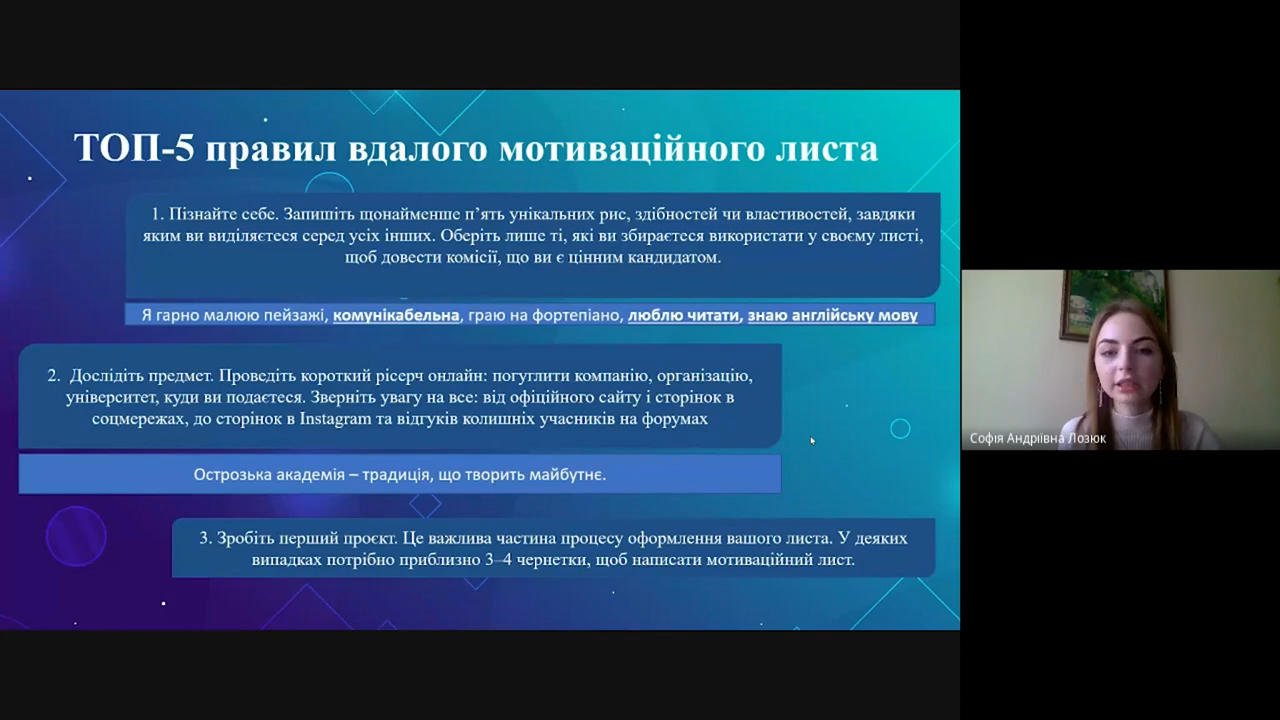 ТОП-5 правил вдалого мотиваційного листа
1. Пізнайте себе. Запишіть щонайменше п’ять унікальних рис, здібностей чи властивостей, завдяки
яким ви виділяєтеся серед усіх інших. Оберіть лише ті, які ви збираєтеся використати у своєму листі,
щоб довести комісії, що ви є цінним кандидатом.
Я гарно малюю пейзажі, комунікабельна, граю на фортепіано, люблю читати, знаю англійську мову
2. Дослідіть предмет. Проведіть короткий рісерч онлайн: погуглити компанію, організацію,
університет, куди ви подаєтеся. Зверніть увагу на все: від офіційного сайту і сторінок в
соцмережах, до сторінок в Instagram та відгуків колишніх учасників на форумах
Острозька академія – традиція, що творить майбутнє.
3. Зробіть перший проєкт. Це важлива частина процесу оформлення вашого листа. У деяких
випадках потрібно приблизно 3–4 чернетки, щоб написати мотиваційний лист.
Софія Андріївна Лозюк